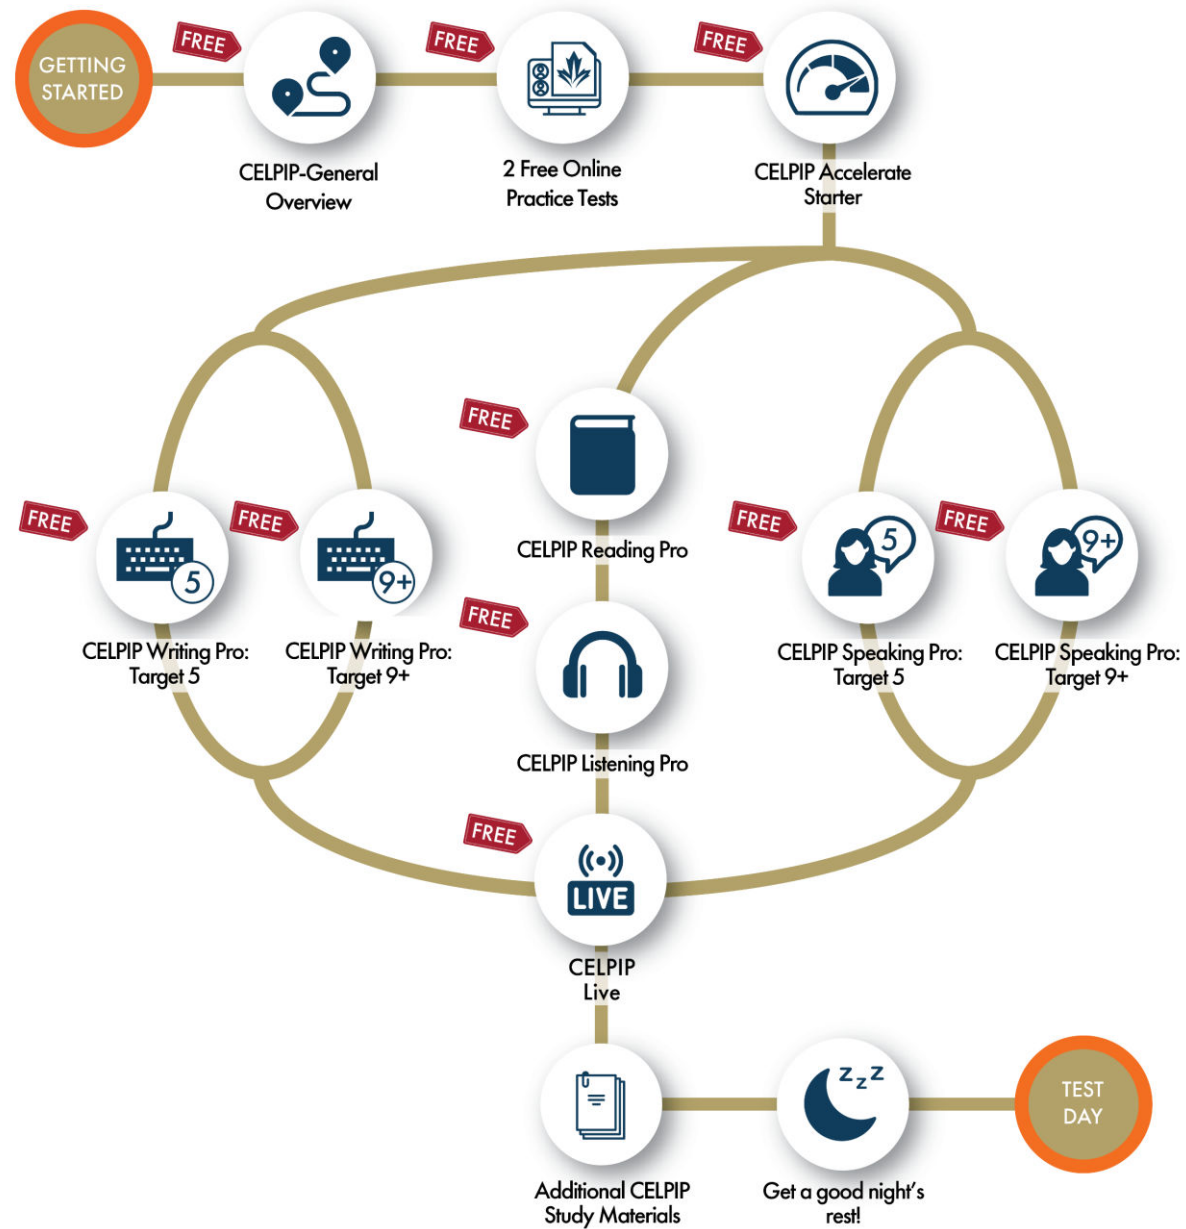 GETTING
STARTED
FREE
FREE
FREE
CELPIP-General
Overview
2 Free Online
Practice Tests
CELPIP Accelerate
Starter
FREE
CELPIP Reading Pro
FREE
5
FREE
9+
FREE
5
FREE
9+
CELPIP Writing Pro:
Target 5
CELPIP Writing Pro:
Target 9+
CELPIP Speaking Pro:
Target 5
CELPIP Speaking Pro:
Target 9+
FREE
CELPIP Listening Pro
FREE
LIVE
CELPIP
Live
Additional CELPIP
Study Materials
z z z
Get a good night's
rest!
TEST
DAY